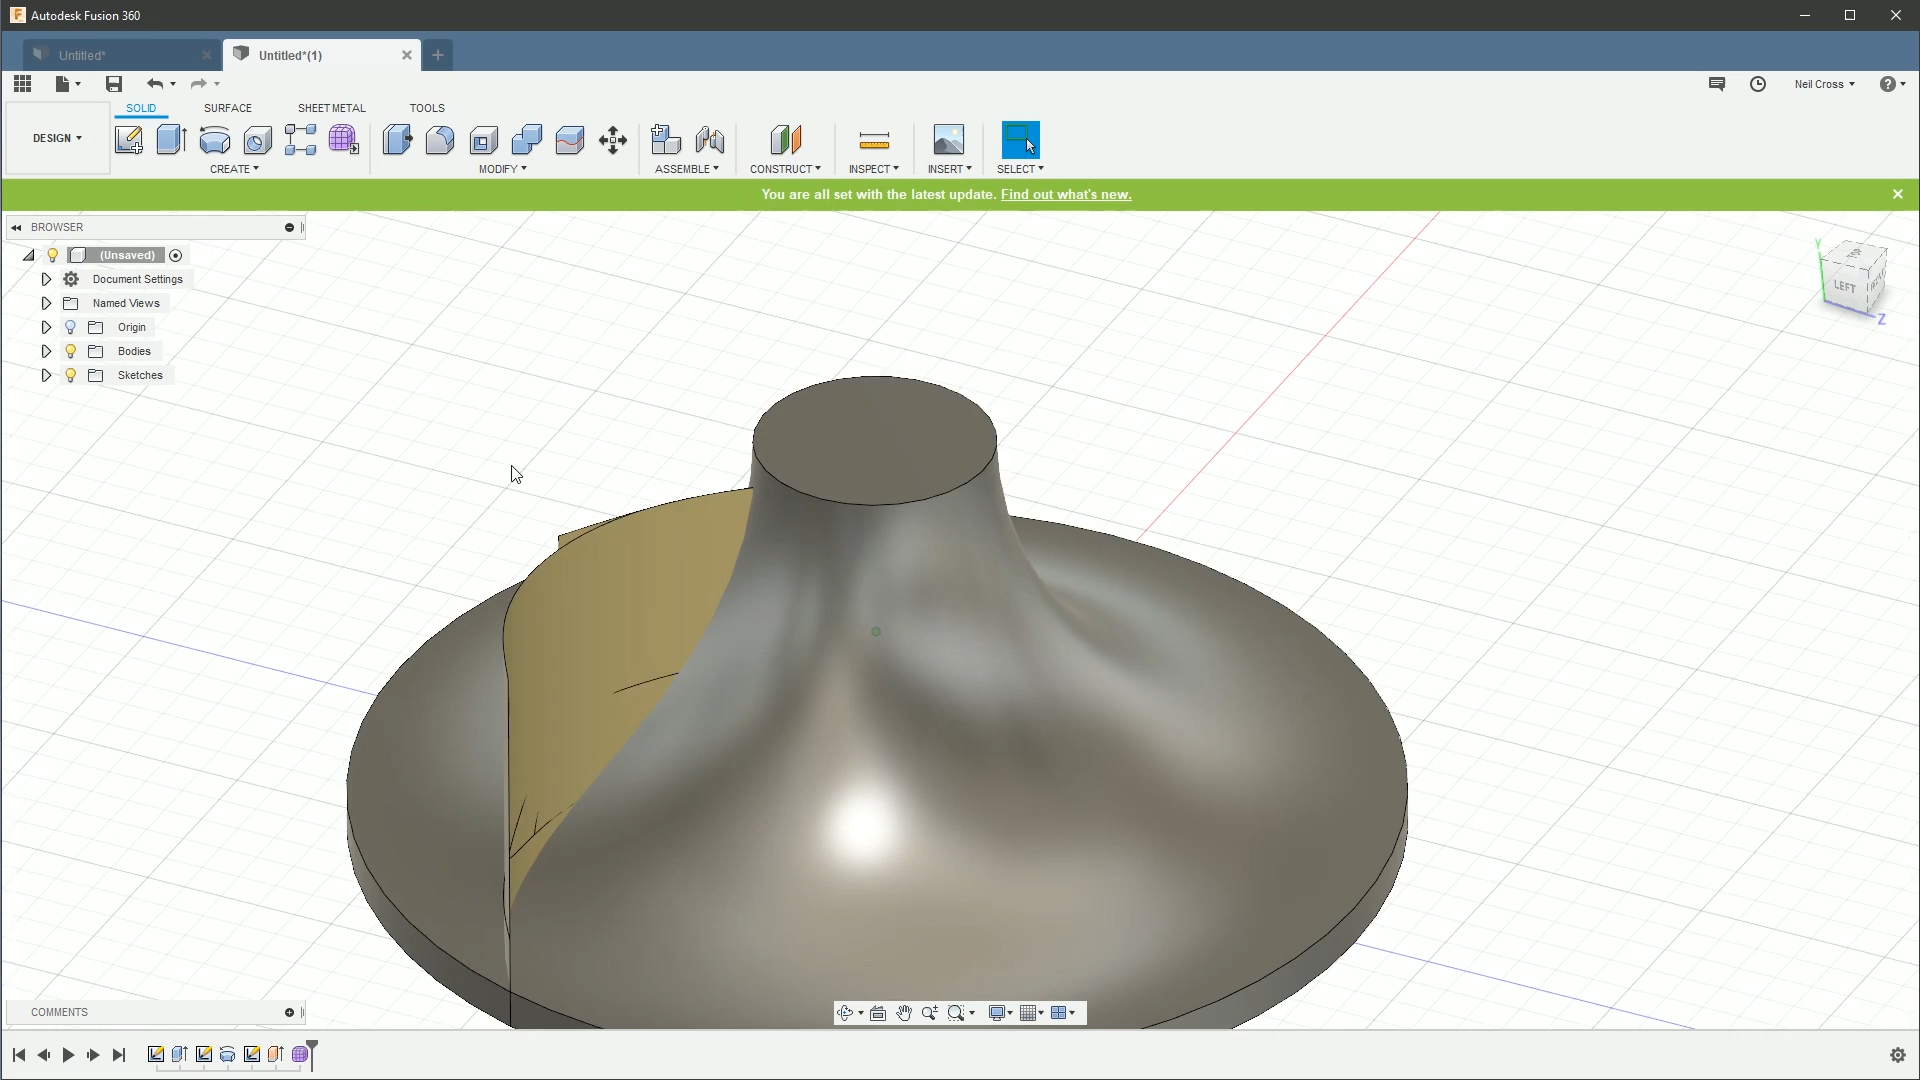 Autodesk Fusion 360
Untitled*
Untitled*(1)
Neil Cross
SOLID SURFACE SHEET METAL TOOLS
DESIGN
CREATE MODIFY ASSEMBLE CONSTRUCT INSPECT INSERT SELECT
You are all set with the latest update. Find out what's new.
BROWSER
(Unsaved)
Document Settings
Named Views
Origin
Bodies
Sketches
Y
LEFT
Z
COMMENTS